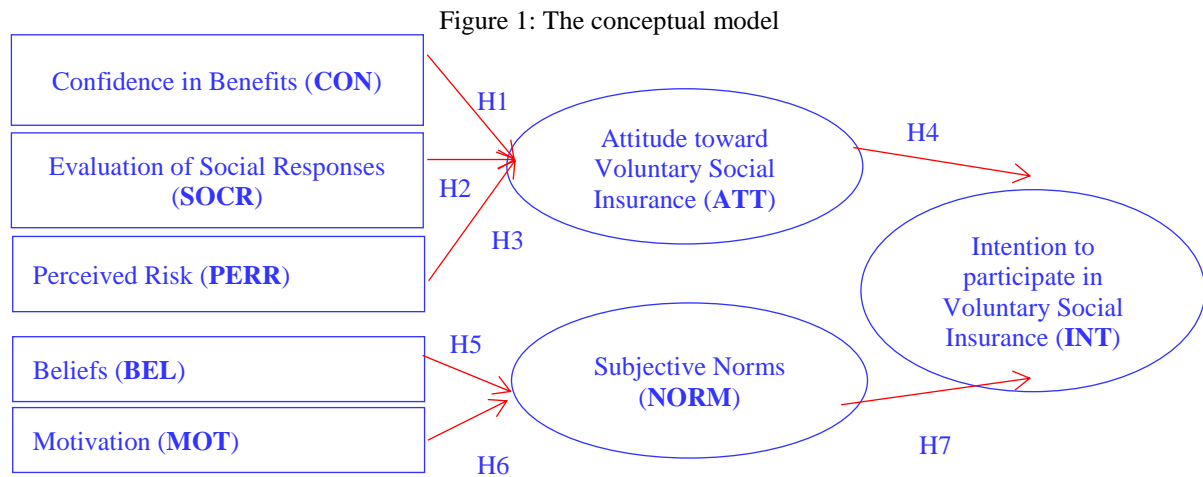 Figure 1: The conceptual model
Confidence in Benefits (CON)
H1
Evaluation of Social Responses
(SOCR)
H2
Perceived Risk (PERR)
H3
Attitude toward
Voluntary Social
Insurance (ATT)
H4
Beliefs (BEL)
H5
Motivation (MOT)
H6
Subjective Norms
(NORM)
H7
Intention to
participate in
Voluntary Social
Insurance (INT)